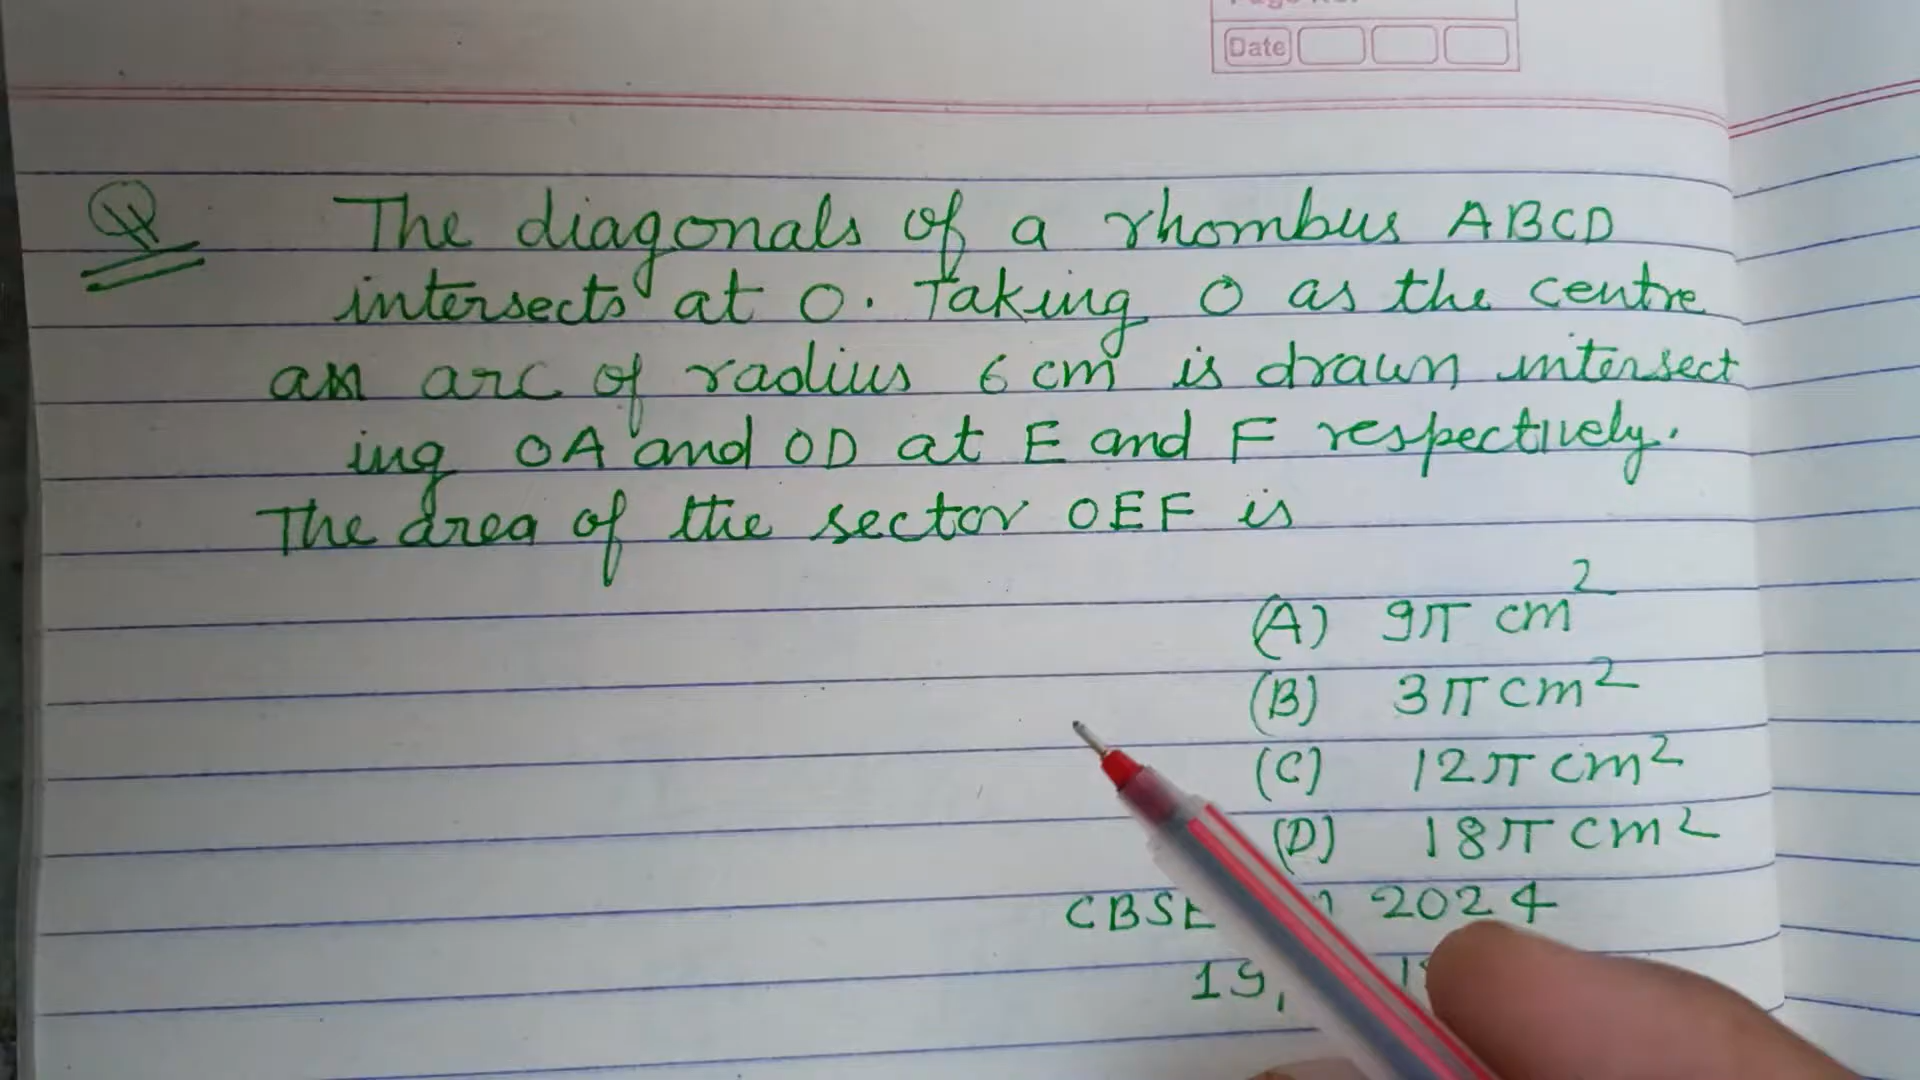 Date
Q The diagonals of a rhombus ABCD
intersects at O. Taking O as the centre
an arc of radius 6 cm is drawn intersect
ing OA and OD at E and F respectively.
The area of the sector OEF is
(A) 9π cm²
(B) 3π cm²
(C) 12π cm²
(D) 18π cm²
CBSE 2024